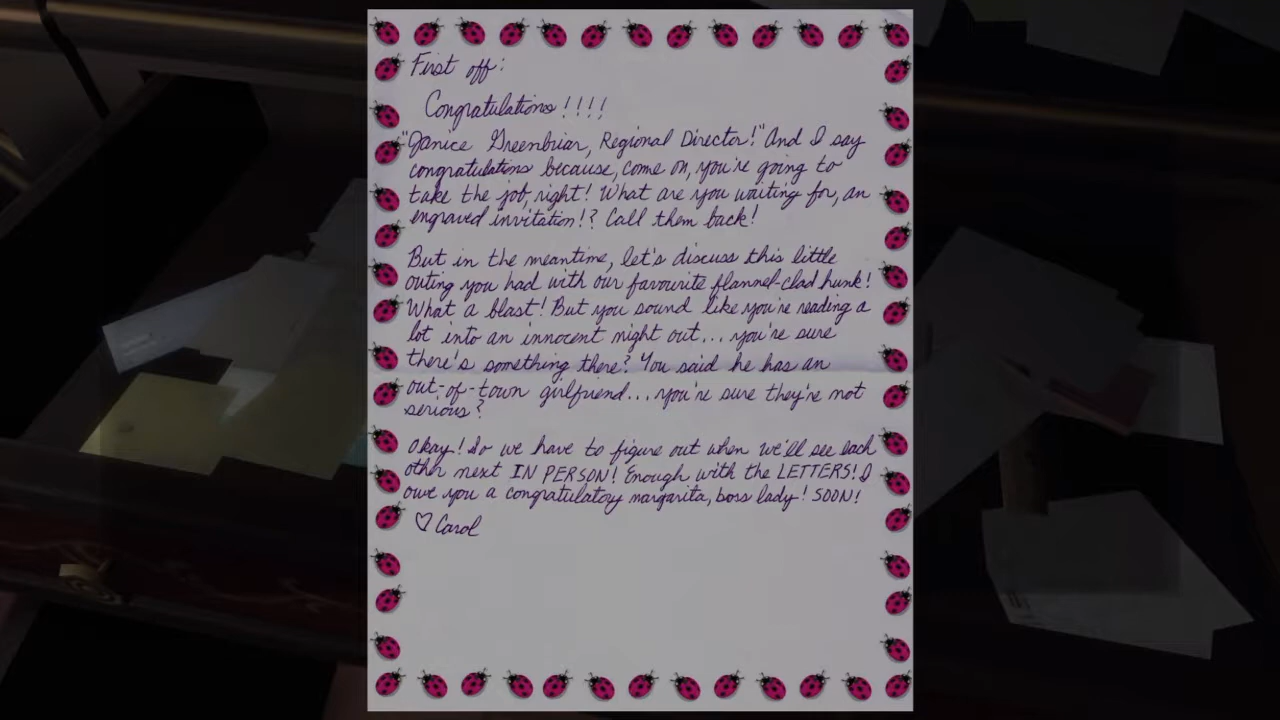 First off:
Congratulations!!!!
"Janice Greenbriar, Regional Director!" And I say
congratulations because, come on, you're going to
take the job, right! What are you waiting for, an
engraved invitation!? Call them back!
But in the meantime, let's discuss this little
outing you had with our favourite flannel-clad hunk!
What a blast! But you sound like you're reading a
lot into an innocent night out... you're sure
there's something there? You said he has an
out-of-town girlfriend... you're sure they're not
serious?
Okay! So we have to figure out when we'll see each
other next IN PERSON! Enough with the LETTERS! I
owe you a congratulatory margarita, boss lady! SOON!
♡ Carol